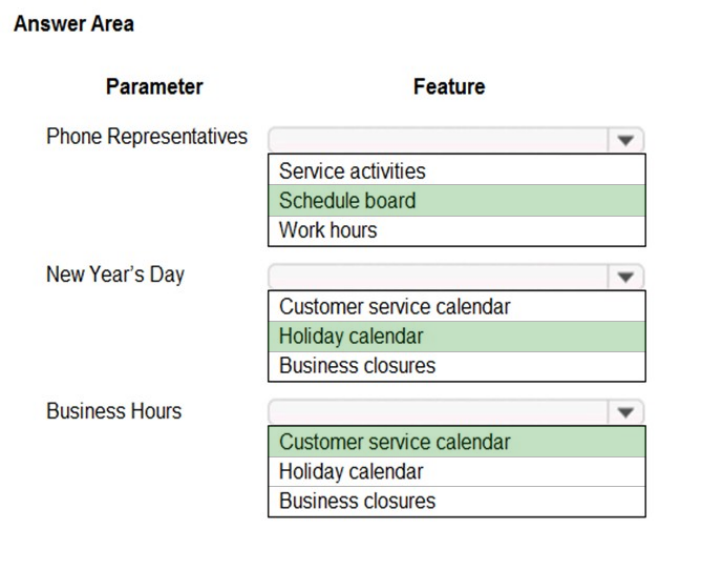 Answer Area
Parameter Feature
Phone Representatives
Service activities
Schedule board
Work hours
New Year's Day
Customer service calendar
Holiday calendar
Business closures
Business Hours
Customer service calendar
Holiday calendar
Business closures